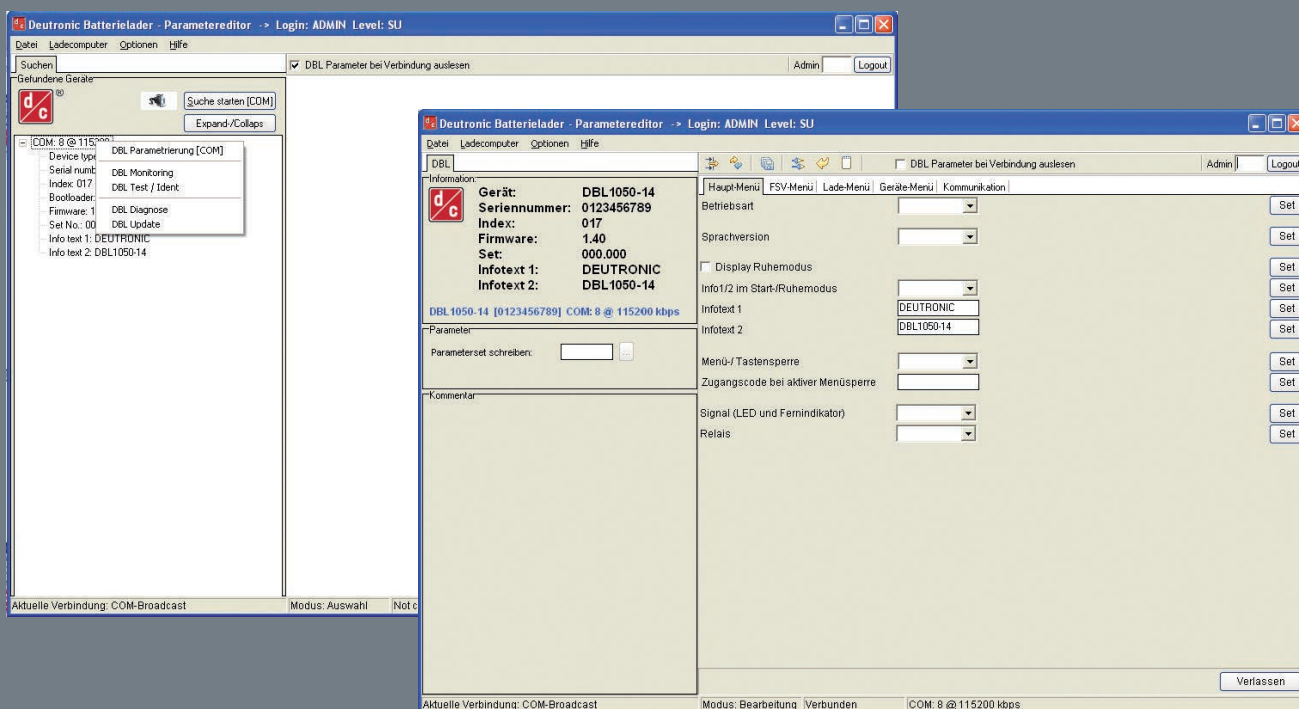 Deutronic Batterielader - Parametereditor -> Login: ADMIN Level: SU
Datei Ladecomputer Optionen Hilfe
Suchen
DBL Parameter bei Verbindung auslesen
Admin
Logout
Gefundene Geräte
d/c ®
Suche starten [COM]
Expand-/Collaps
COM: 8 @ 115200
Device type
Serial numb
Index: 017
Bootloader:
Firmware: 1
Set No.: 00
Info text 1: DEUTRONIC
Info text 2: DBL1050-14
DBL Parametrierung [COM]
DBL Monitoring
DBL Test / Ident
DBL Diagnose
DBL Update
Aktuelle Verbindung: COM-Broadcast
Modus: Auswahl
Not c
Deutronic Batterielader - Parametereditor -> Login: ADMIN Level: SU
Datei Ladecomputer Optionen Hilfe
DBL
DBL Parameter bei Verbindung auslesen
Admin
Logout
Information:
d/c
Gerät: DBL1050-14
Seriennummer: 0123456789
Index: 017
Firmware: 1.40
Set: 000.000
Infotext 1: DEUTRONIC
Infotext 2: DBL1050-14
DBL1050-14 [0123456789] COM: 8 @ 115200 kbps
Parameter
Parameterset schreiben: ...
Kommentar
Haupt-Menü FSV-Menü Lade-Menü Geräte-Menü Kommunikation
Betriebsart Set
Sprachversion Set
Display Ruhemodus Set
Info1/2 im Start-/Ruhemodus Set
Infotext 1 DEUTRONIC Set
Infotext 2 DBL1050-14 Set
Menü-/ Tastensperre Set
Zugangscode bei aktiver Menüsperre Set
Signal (LED und Fernindikator) Set
Relais Set
Verlassen
Aktuelle Verbindung: COM-Broadcast
Modus: Bearbeitung
Verbunden
COM: 8 @ 115200 kbps